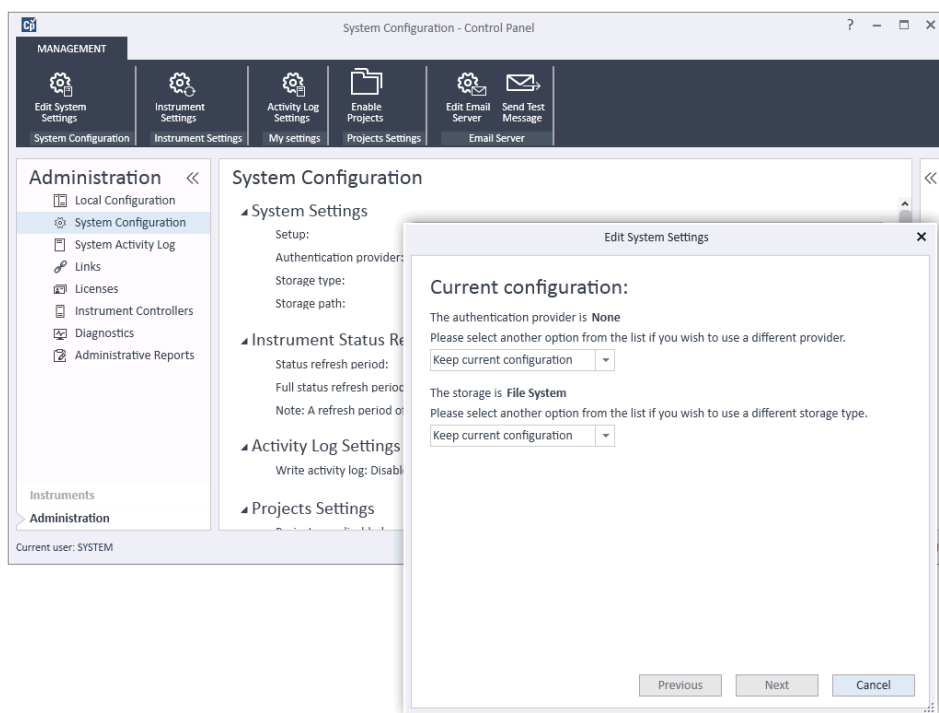 Cp
System Configuration - Control Panel
MANAGEMENT
Edit System Settings
Instrument Settings
Activity Log Settings
Enable Projects
Edit Email Server
Send Test Message
System Configuration
Instrument Settings
My settings
Projects Settings
Email Server
Administration
Local Configuration
System Configuration
System Activity Log
Links
Licenses
Instrument Controllers
Diagnostics
Administrative Reports
Instruments
Administration
Current user: SYSTEM
System Configuration
System Settings
Setup:
Authentication provider:
Storage type:
Storage path:
Instrument Status Re
Status refresh period:
Full status refresh period
Note: A refresh period of
Activity Log Settings
Write activity log: Disabl
Projects Settings
Edit System Settings
Current configuration:
The authentication provider is None
Please select another option from the list if you wish to use a different provider.
Keep current configuration
The storage is File System
Please select another option from the list if you wish to use a different storage type.
Keep current configuration
Previous
Next
Cancel